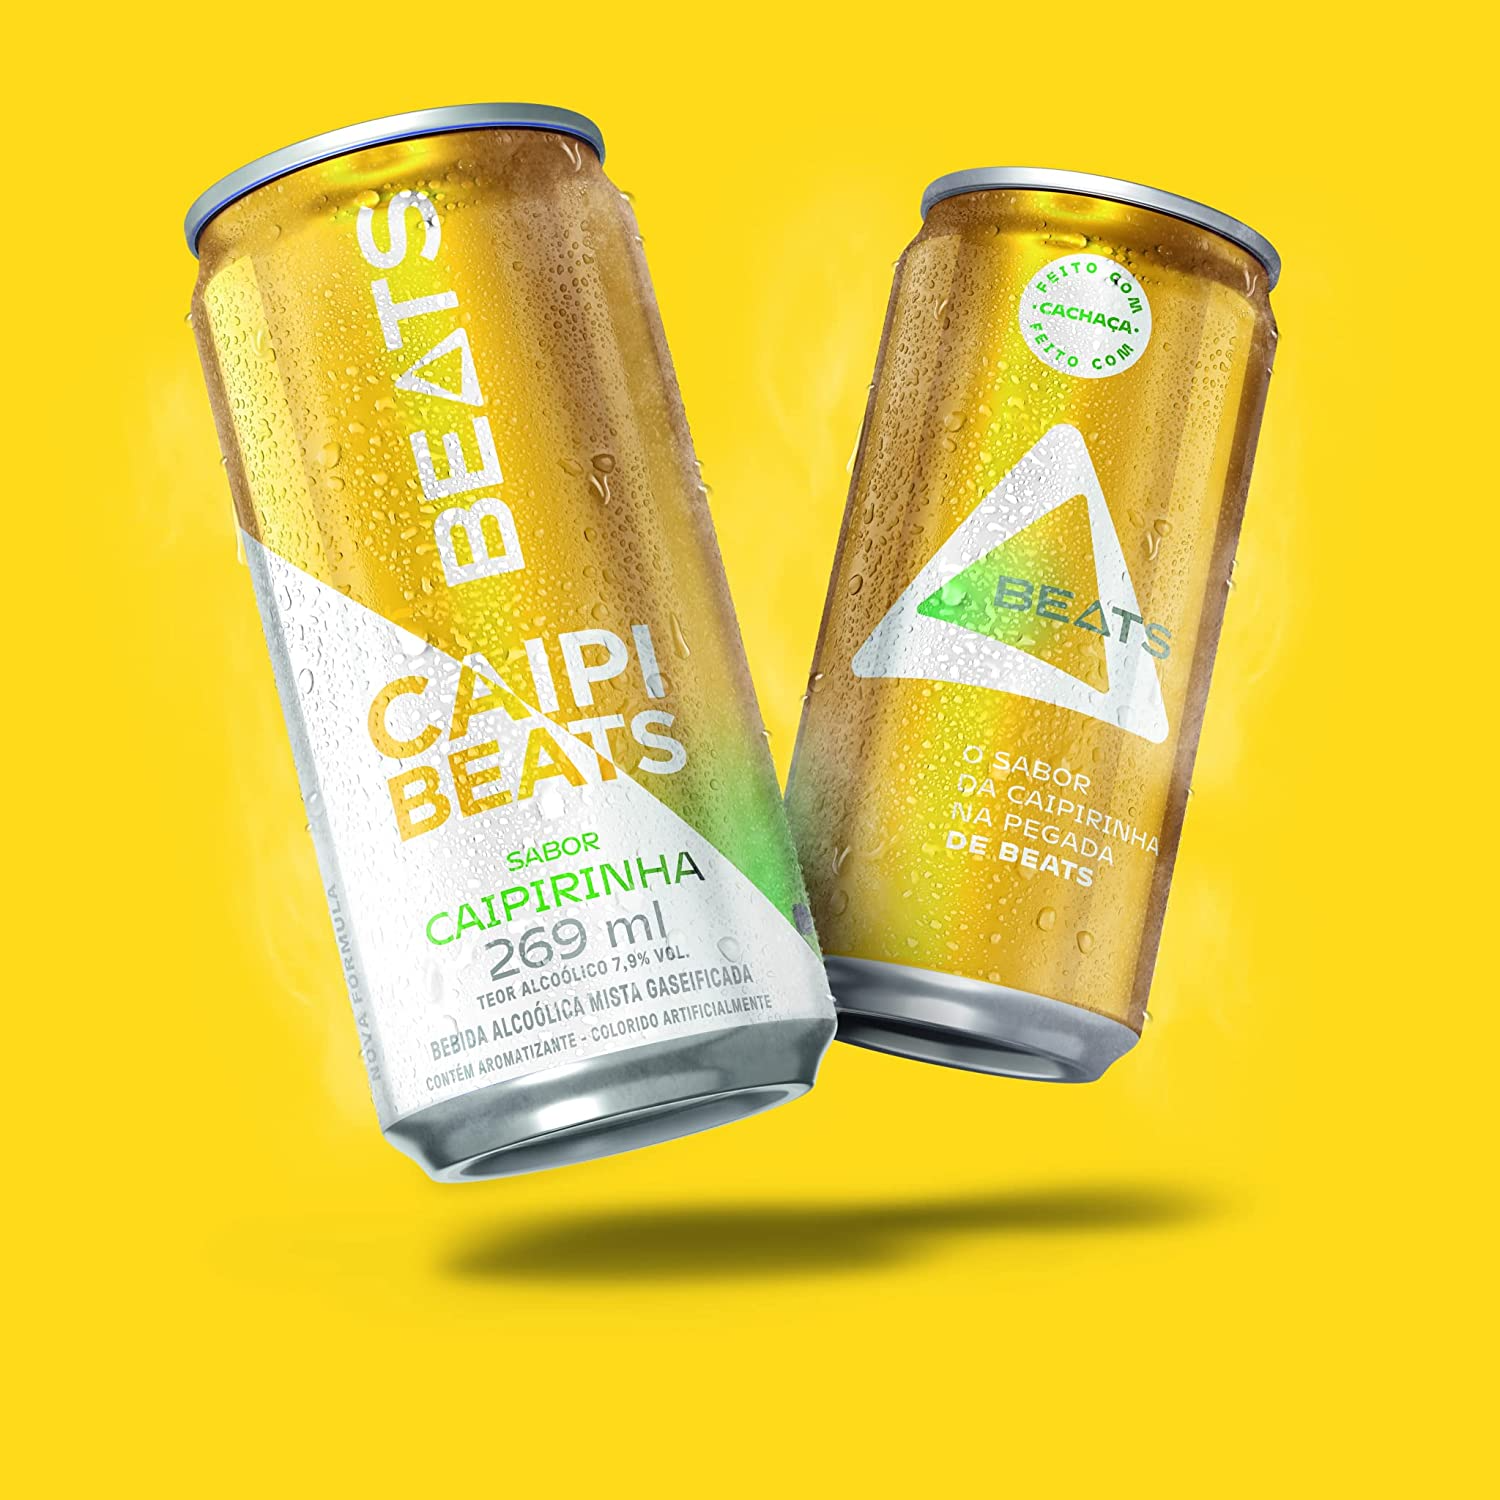 BEATS
CAIPI
BEATS
SABOR
CAIPIRINHA
269 ml
TEOR ALCOÓLICO 7,9% VOL.
BEBIDA ALCOÓLICA MISTA GASEIFICADA
CONTÉM AROMATIZANTE - COLORIDO ARTIFICIALMENTE
NOVA FÓRMULA
FEITO COM
·CACHAÇA·
FEITO COM
BEATS
O SABOR
DA CAIPIRINHA
NA PEGADA
DE BEATS